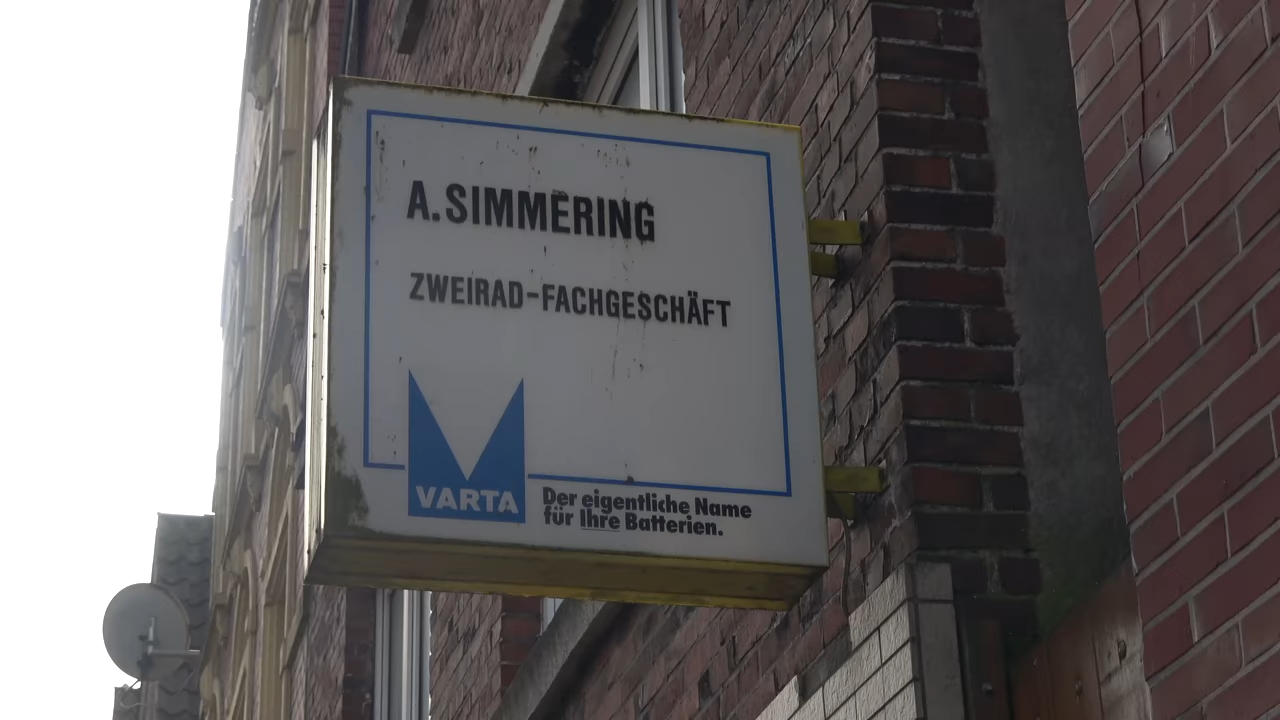 A. SIMMERING
ZWEIRAD-FACHGESCHÄFT
VARTA
Der eigentliche Name
für Ihre Batterien.